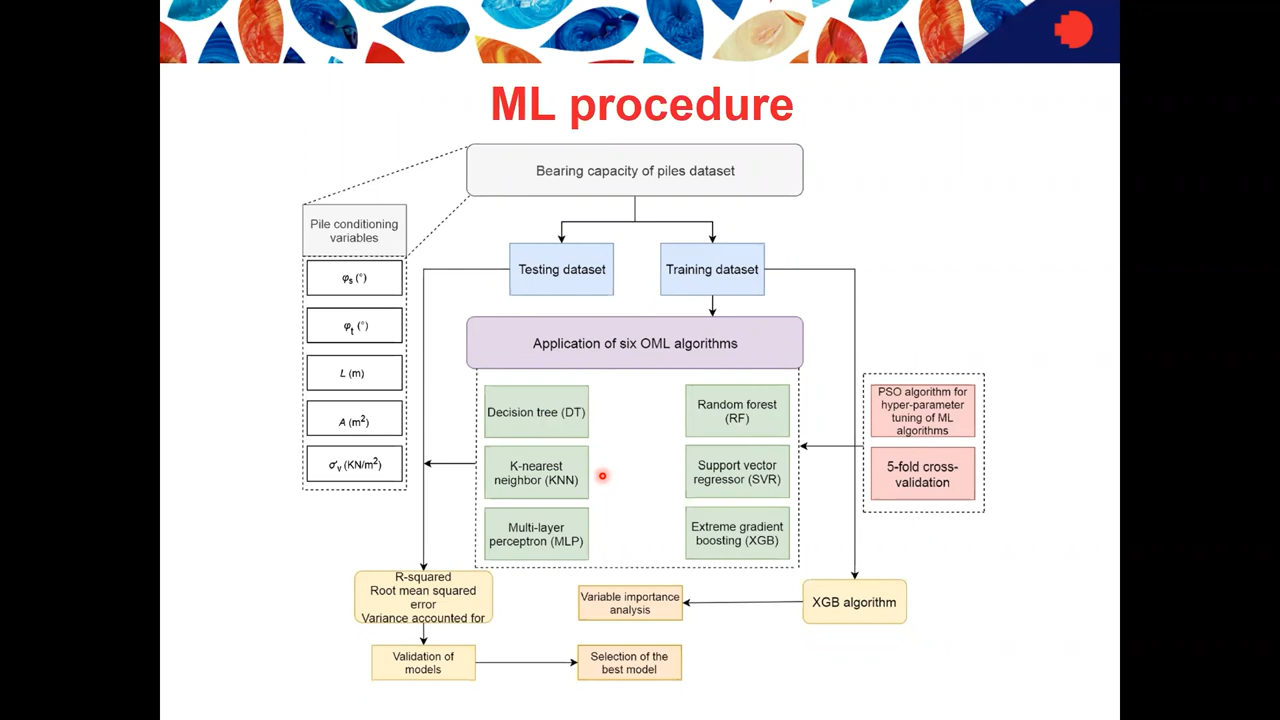 ML procedure
Bearing capacity of piles dataset
Pile conditioning
variables
φs (°)
φt (°)
L (m)
A (m²)
σ'v (KN/m²)
Testing dataset
Training dataset
Application of six OML algorithms
Decision tree (DT)
K-nearest
neighbor (KNN)
Multi-layer
perceptron (MLP)
Random forest
(RF)
Support vector
regressor (SVR)
Extreme gradient
boosting (XGB)
PSO algorithm for
hyper-parameter
tuning of ML
algorithms
5-fold cross-
validation
R-squared
Root mean squared
error
Variance accounted for
Variable importance
analysis
XGB algorithm
Validation of
models
Selection of the
best model